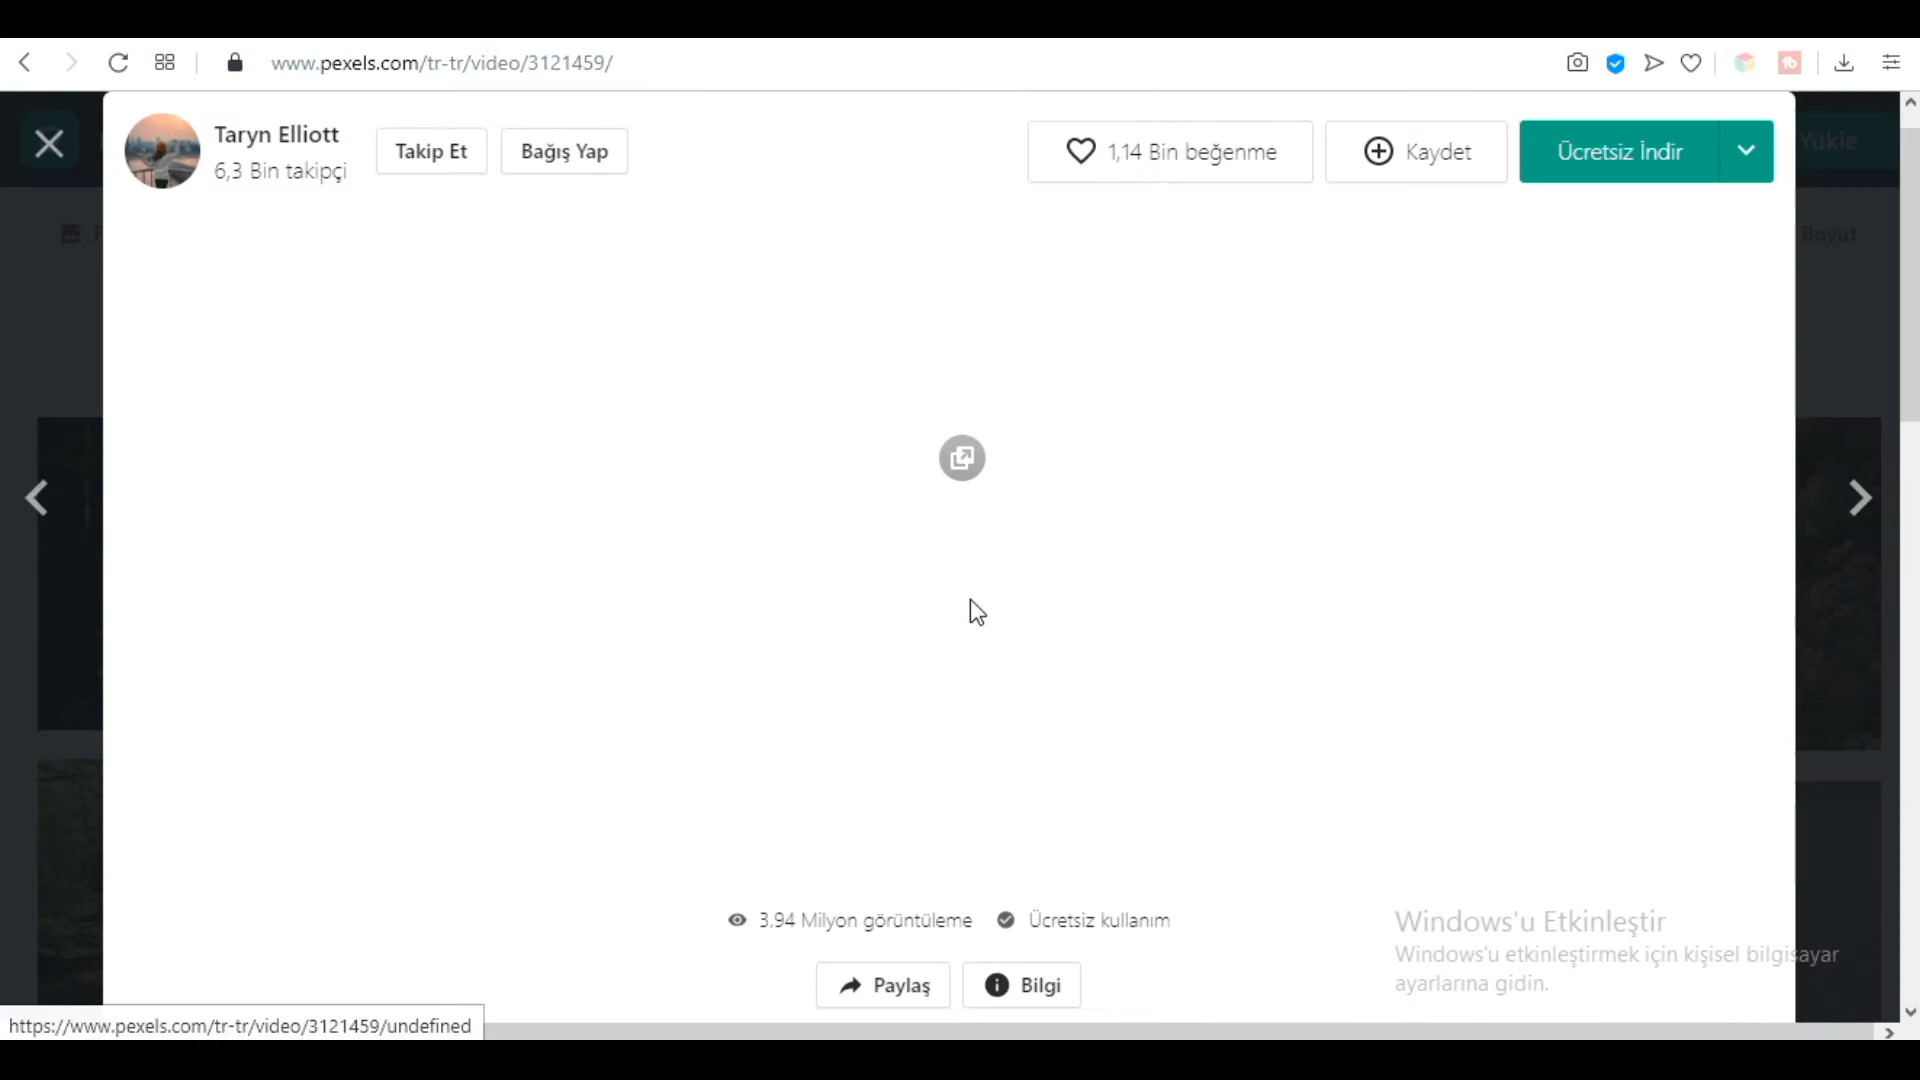 www.pexels.com/tr-tr/video/3121459/
Taryn Elliott
6,3 Bin takipçi
Takip Et
Bağış Yap
1,14 Bin beğenme
Kaydet
Ücretsiz İndir
Yükle
Boyut
3,94 Milyon görüntüleme
Ücretsiz kullanım
Paylaş
Bilgi
Windows'u Etkinleştir
Windows'u etkinleştirmek için kişisel bilgisayar
ayarlarına gidin.
https://www.pexels.com/tr-tr/video/3121459/undefined